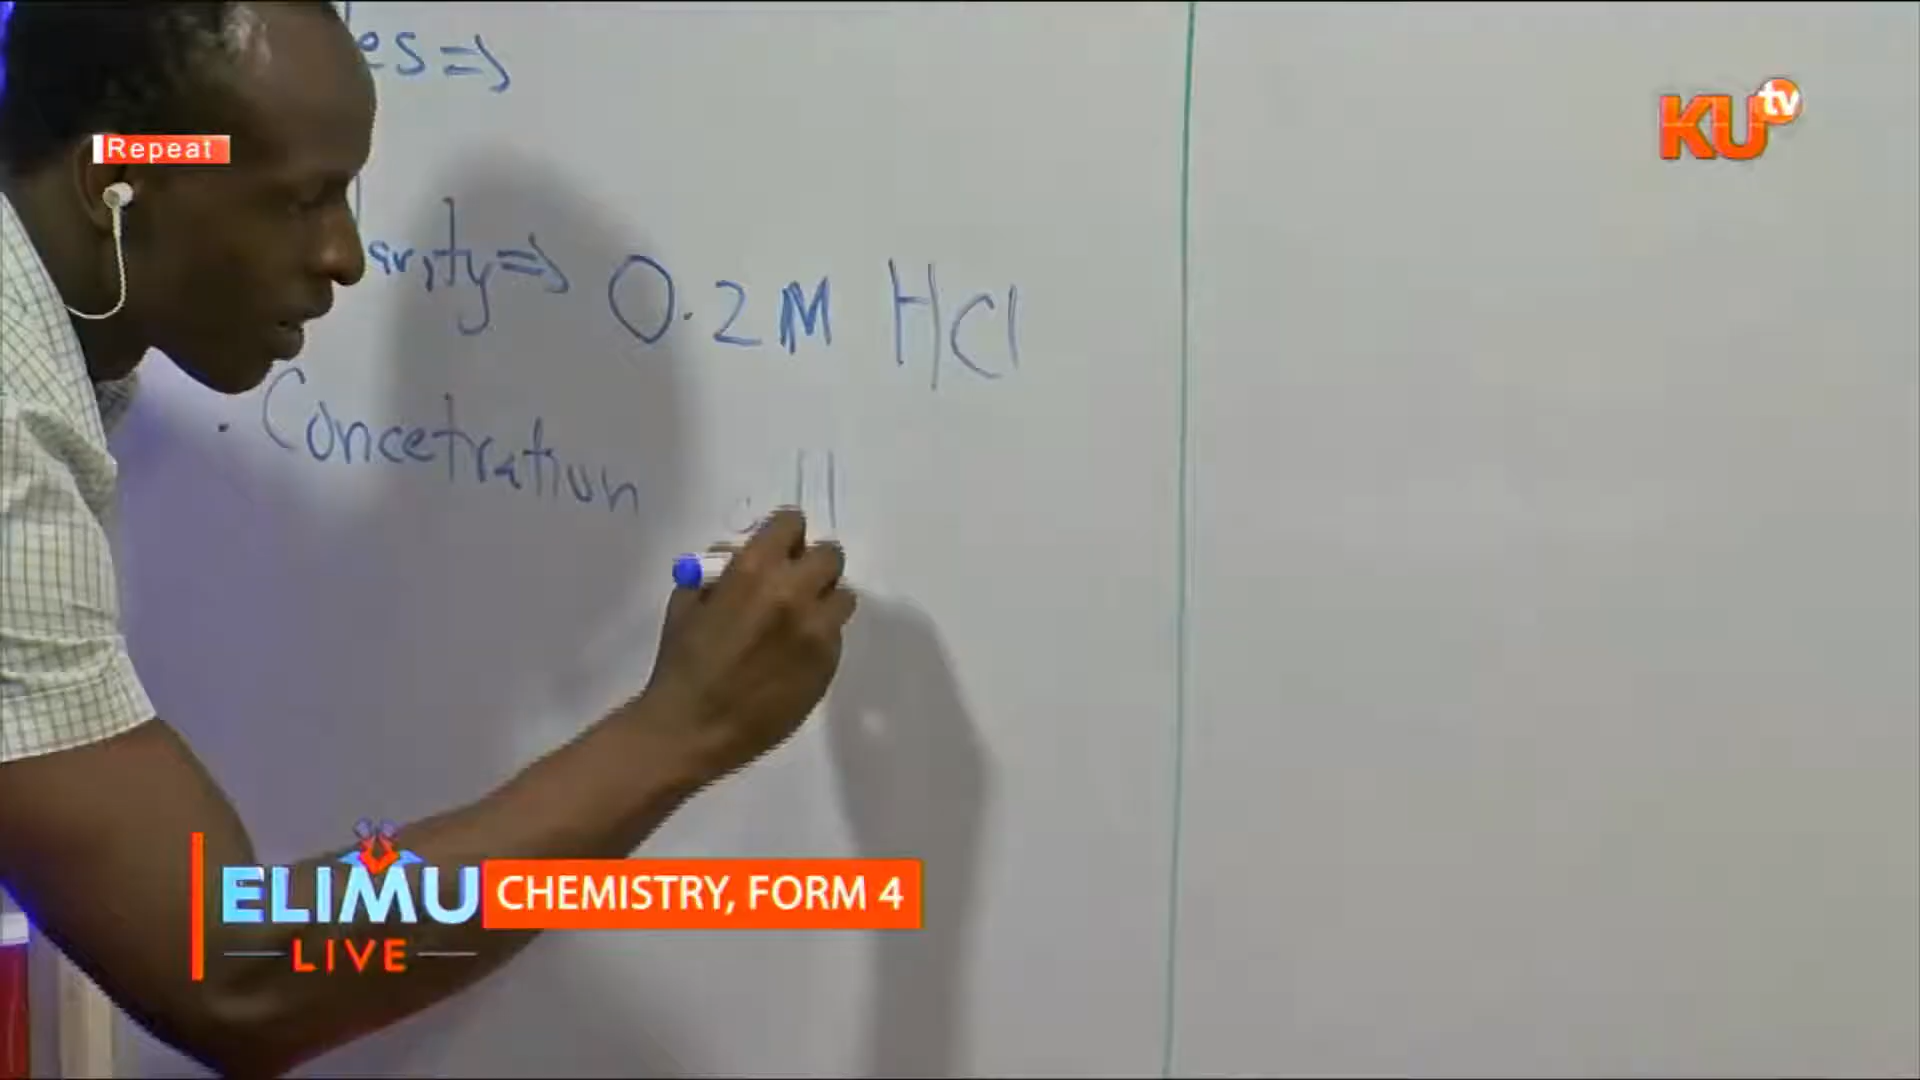 es =>
Repeat
KU tv
arity => 0.2M HCl
. Concetration
ELIMU
LIVE
CHEMISTRY, FORM 4